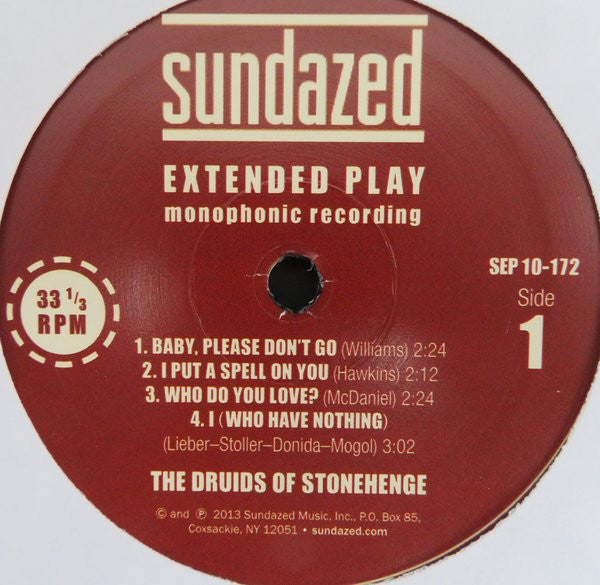 sundazed
EXTENDED PLAY
monophonic recording
SEP 10-172
Side
1
33 1/3
RPM
1. BABY, PLEASE DON'T GO (Williams) 2:24
2. I PUT A SPELL ON YOU (Hawkins) 2:12
3. WHO DO YOU LOVE? (McDaniel) 2:24
4. I (WHO HAVE NOTHING)
(Lieber–Stoller–Donida–Mogol) 3:02
THE DRUIDS OF STONEHENGE
© and ℗ 2013 Sundazed Music, Inc., P.O. Box 85,
Coxsackie, NY 12051 • sundazed.com